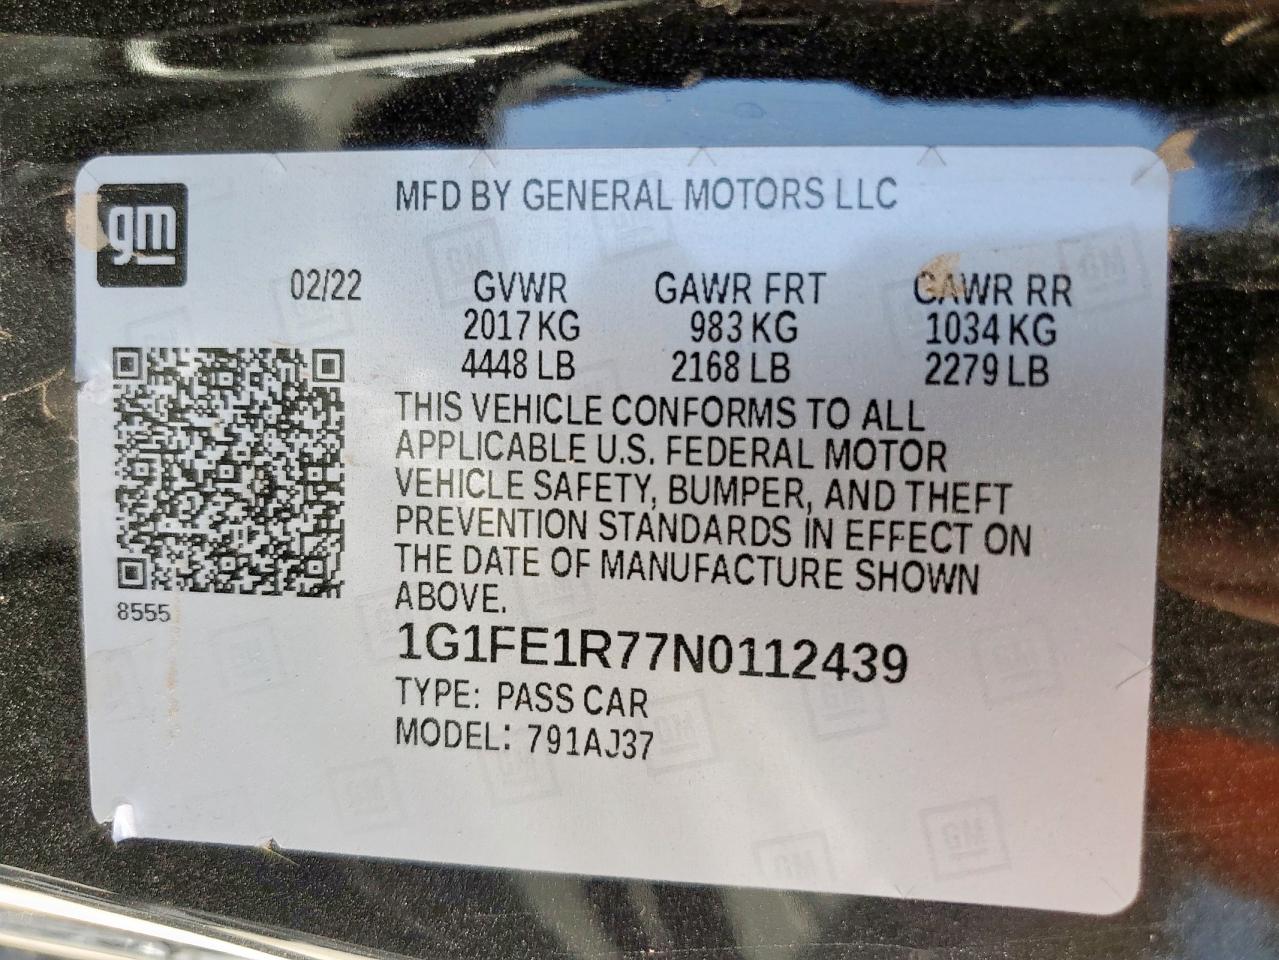 gm
MFD BY GENERAL MOTORS LLC
02/22 GVWR GAWR FRT GAWR RR
2017 KG 983 KG 1034 KG
4448 LB 2168 LB 2279 LB
THIS VEHICLE CONFORMS TO ALL
APPLICABLE U.S. FEDERAL MOTOR
VEHICLE SAFETY, BUMPER, AND THEFT
PREVENTION STANDARDS IN EFFECT ON
THE DATE OF MANUFACTURE SHOWN
ABOVE.
8555
1G1FE1R77N0112439
TYPE: PASS CAR
MODEL: 791AJ37